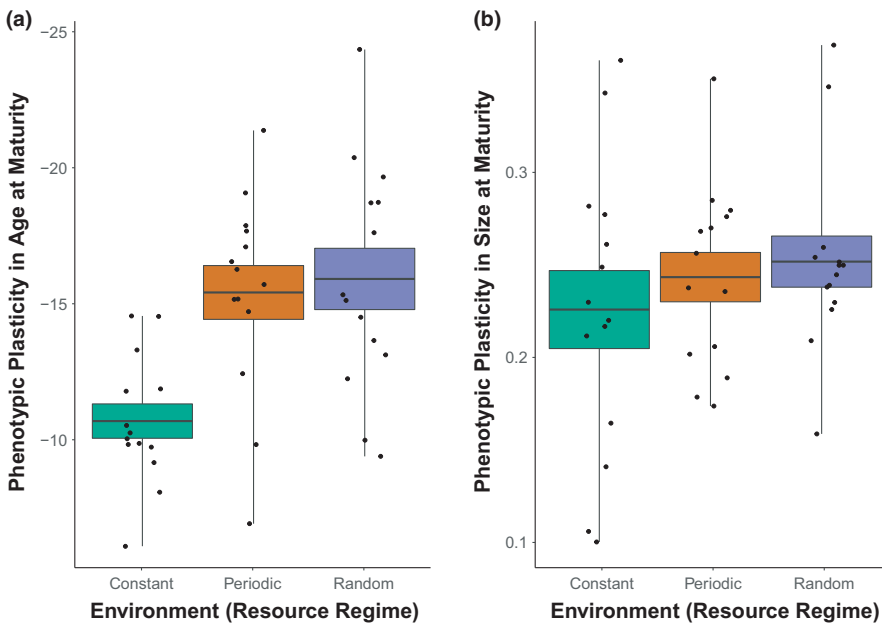 (a)
Phenotypic Plasticity in Age at Maturity
−25
−20
−15
−10
Constant
Periodic
Random
Environment (Resource Regime)
(b)
Phenotypic Plasticity in Size at Maturity
0.3
0.2
0.1
Constant
Periodic
Random
Environment (Resource Regime)